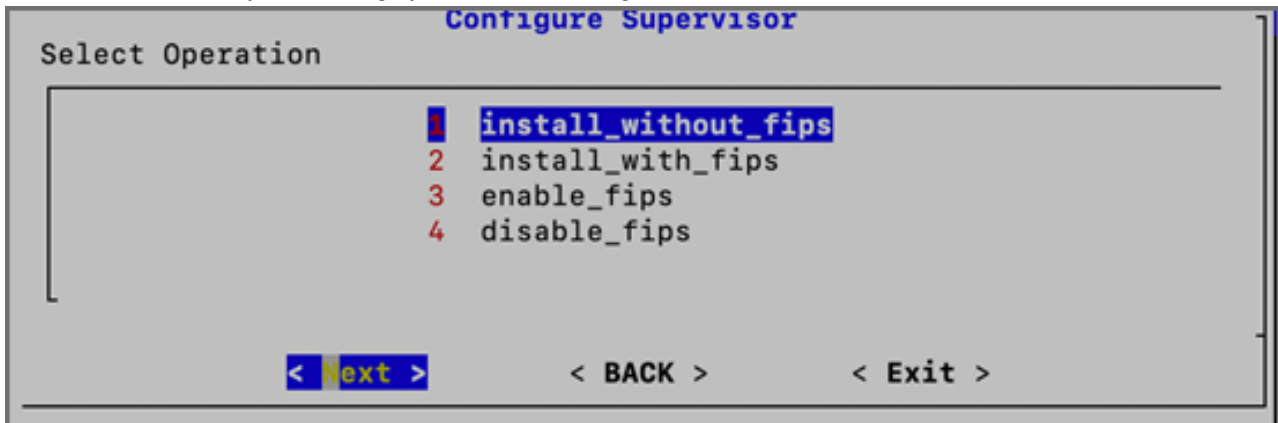 Configure Supervisor
Select Operation
1 install_without_fips
2 install_with_fips
3 enable_fips
4 disable_fips
< Next > < BACK > < Exit >